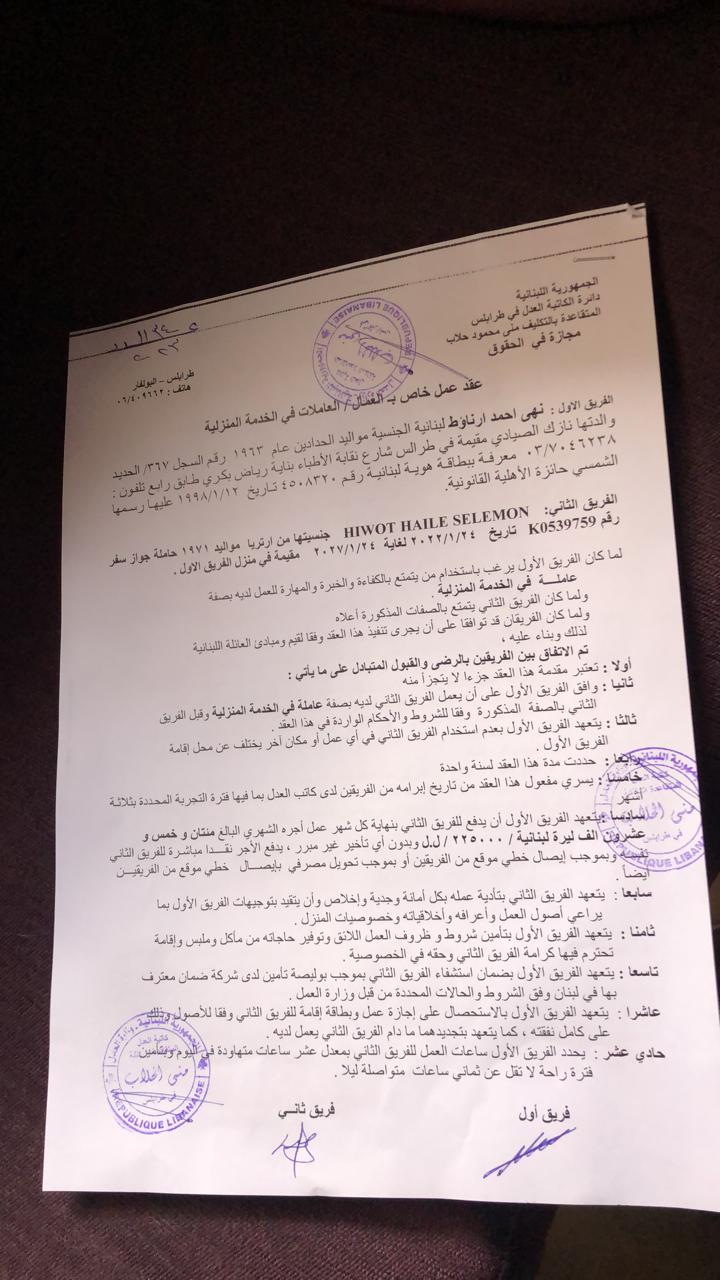 الجمهورية اللبنانية
دائرة الكاتبة العدل في طرابلس
المتقاعدة بالتكليف منى محمود حلاب
مجازة في الحقوق
REPUBLIQUE LIBANAISE
طرابلس – البولفار
هاتف : ٠٦/٤٠٩٦٦٢
عقد عمل خاص بـ العمال / العاملات في الخدمة المنزلية
الفريق الاول : نهى احمد ارناؤط لبنانية الجنسية مواليد الحدادين عام ١٩٦٣ رقم السجل ٣٦٧/ الحديد
والدتها نازك الصيادي مقيمة في طرالس شارع نقابة الأطباء بناية رياض بكري طابق رابع تلفون :
٠٣/٧٠٤٦٢٣٨ معرفة ببطاقة هوية لبنانية رقم ٤٥٠٨٣٢٠ تاريخ ١٩٩٨/١/١٢ عليها رسمها
الشمسي حائزة الأهلية القانونية.
الفريق الثاني: HIWOT HAILE SELEMON جنسيتها من ارتريا مواليد ١٩٧١ حاملة جواز سفر
رقم K0539759 تاريخ ٢٠٢٢/١/٢٤ لغاية ٢٠٢٧/١/٢٤ مقيمة في منزل الفريق الاول .
لما كان الفريق الأول يرغب باستخدام من يتمتع بالكفاءة والخبرة والمهارة للعمل لديه بصفة
عاملـــة في الخدمة المنزلية .
ولما كان الفريق الثاني يتمتع بالصفات المذكورة أعلاه
ولما كان الفريقان قد توافقا على أن يجرى تنفيذ هذا العقد وفقا لقيم ومبادئ العائلة اللبنانية
لذلك وبناء عليه ،
تم الاتفاق بين الفريقين بالرضى والقبول المتبادل على ما يأتي :
أولا : تعتبر مقدمة هذا العقد جزءا لا يتجزأ منه
ثانيا : وافق الفريق الأول على أن يعمل الفريق الثاني لديه بصفة عاملة في الخدمة المنزلية وقبل الفريق
الثاني بالصفة المذكورة وفقا للشروط والأحكام الواردة في هذا العقد .
ثالثا : يتعهد الفريق الأول بعدم استخدام الفريق الثاني في أي عمل أو مكان آخر يختلف عن محل إقامة
الفريق الأول .
رابعا : حددت مدة هذا العقد لسنة واحدة
خامسا : يسري مفعول هذا العقد من تاريخ إبرامه من الفريقين لدى كاتب العدل بما فيها فترة التجربة المحددة بثلاثة
أشهر
سادسا : يتعهد الفريق الأول أن يدفع للفريق الثاني بنهاية كل شهر عمل أجره الشهري البالغ منتان و خمس و
عشرون الف ليرة لبنانية / ٢٢٥٠٠٠ / ل.ل وبدون أي تأخير غير مبرر ، يدفع الأجر نقـدا مباشرة للفريق الثاني
نفسه وبموجب إيصال خطي موقع من الفريقين أو بموجب تحويل مصرفي بإيصـال خطي موقع من الفريقيـن
أيضا .
سابعا : يتعهد الفريق الثاني بتأدية عمله بكل أمانة وجدية وإخلاص وأن يتقيد بتوجيهات الفريق الأول بما
يراعي أصول العمل وأعرافه وأخلاقياته وخصوصيات المنزل .
ثامنا : يتعهد الفريق الأول بتأمين شروط و ظروف العمل اللائق وتوفير حاجاته من مأكل وملبس وإقامة
تحترم فيها كرامة الفريق الثاني وحقه في الخصوصية .
تاسعا : يتعهد الفريق الأول بضمان استشفاء الفريق الثاني بموجب بوليصة تأمين لدى شركة ضمان معترف
بها في لبنان وفق الشروط والحالات المحددة من قبل وزارة العمل .
عاشرا : يتعهد الفريق الأول بالاستحصال على إجازة عمل وبطاقة إقامة للفريق الثاني وفقا للأصول وذلك
على كامل نفقته ، كما يتعهد بتجديدهما ما دام الفريق الثاني يعمل لديه .
حادي عشر : يحدد الفريق الأول ساعات العمل للفريق الثاني بمعدل عشر ساعات متهاودة في اليوم وبتأمين
فترة راحة لا تقل عن ثماني ساعات متواصلة ليلا .
فريق أول
فريق ثاني
REPUBLIQUE LIBANAISE
REPUBLIQUE LIBANAISE